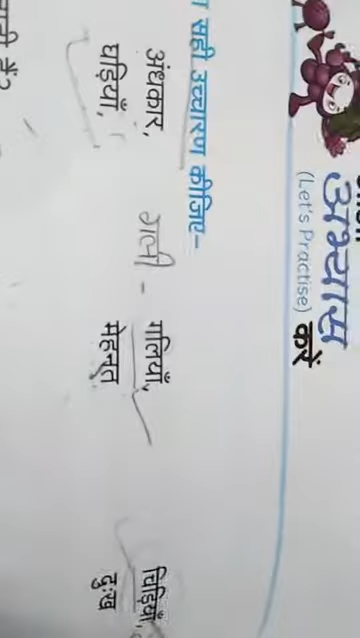 अभ्यास करें
(Let's Practise)
सही उच्चारण कीजिए–
अंधकार, गली - गलियाँ, चिड़ियाँ,
घड़ियाँ, मेहनत दुःख